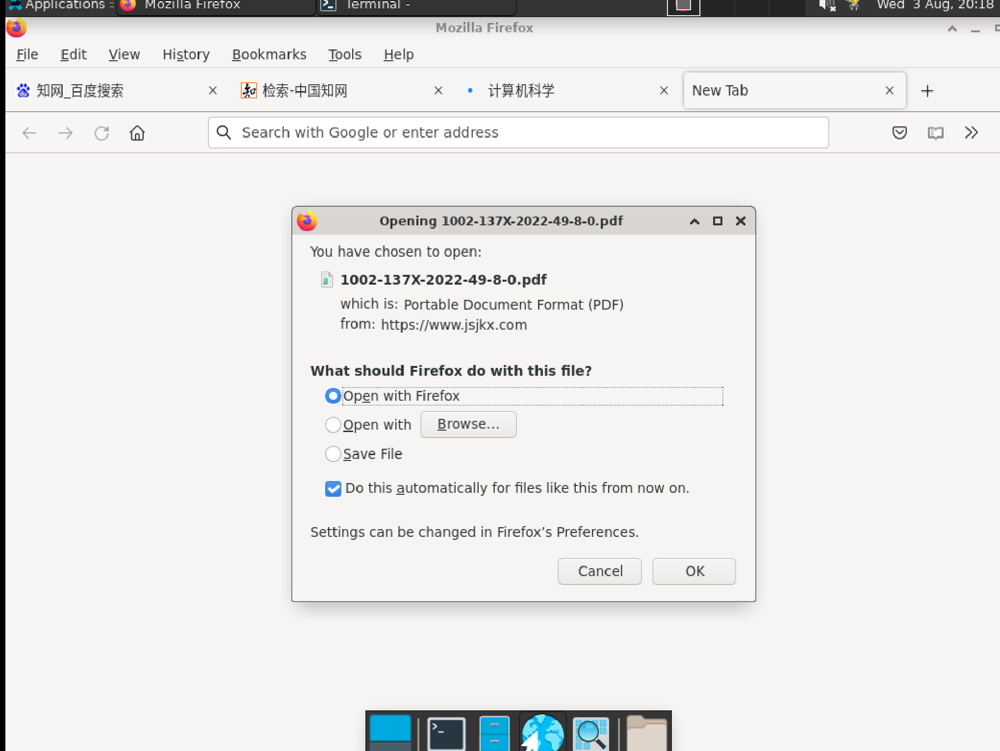 Applications
Mozilla Firefox
Terminal -
Wed 3 Aug, 20:18
Mozilla Firefox
File Edit View History Bookmarks Tools Help
知网_百度搜索
检索-中国知网
计算机科学
New Tab
Search with Google or enter address
Opening 1002-137X-2022-49-8-0.pdf
You have chosen to open:
1002-137X-2022-49-8-0.pdf
which is: Portable Document Format (PDF)
from: https://www.jsjkx.com
What should Firefox do with this file?
Open with Firefox
Open with Browse...
Save File
Do this automatically for files like this from now on.
Settings can be changed in Firefox’s Preferences.
Cancel OK